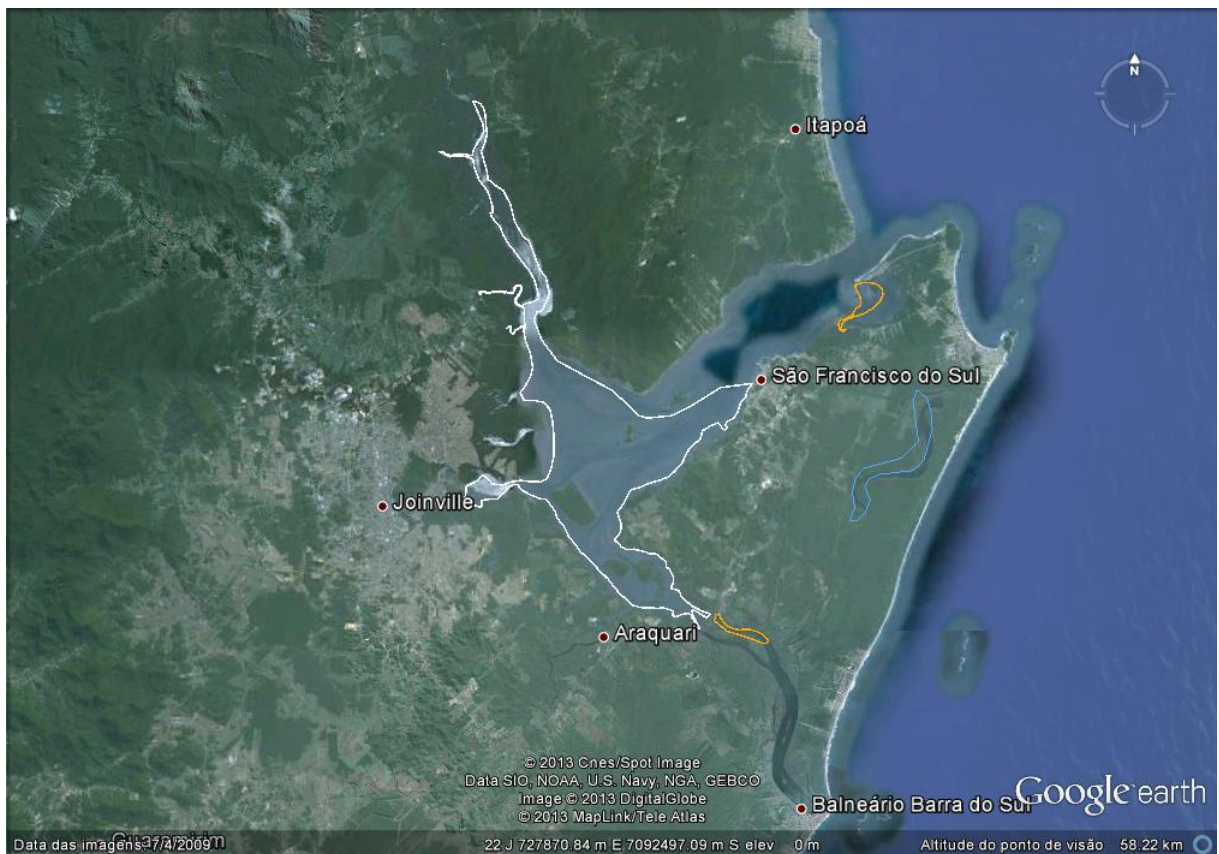 N
Itapoá
São Francisco do Sul
Joinville
Araquari
© 2013 Cnes/Spot Image
Data SIO, NOAA, U.S. Navy, NGA, GEBCO
Image © 2013 DigitalGlobe
© 2013 MapLink/Tele Atlas
Balneário Barra do Sul
Google earth
Guaramirim
Data das imagens: 7/4/2009
22 J 727870.84 m E 7092497.09 m S elev 0 m
Altitude do ponto de visão 58.22 km